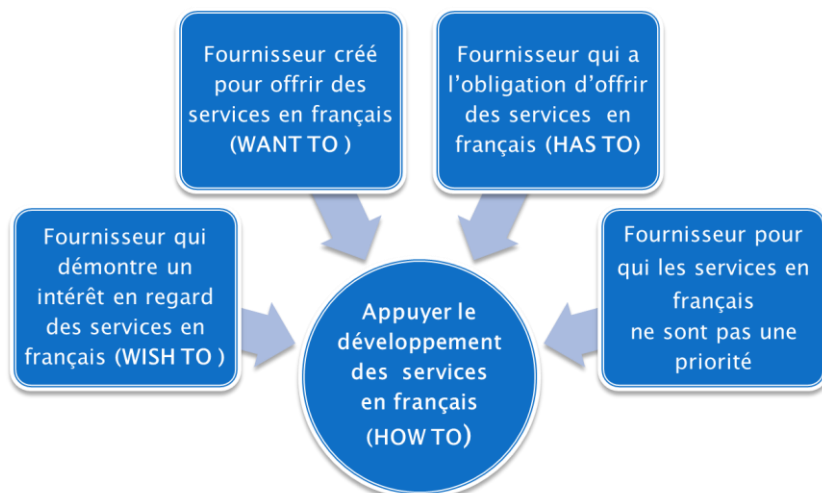 Fournisseur créé
pour offrir des
services en français
(WANT TO )
Fournisseur qui a
l’obligation d’offrir
des services en
français (HAS TO)
Fournisseur qui
démontre un
intérêt en regard
des services en
français (WISH TO )
Fournisseur pour
qui les services en
français
ne sont pas une
priorité
Appuyer le
développement
des services
en français
(HOW TO)